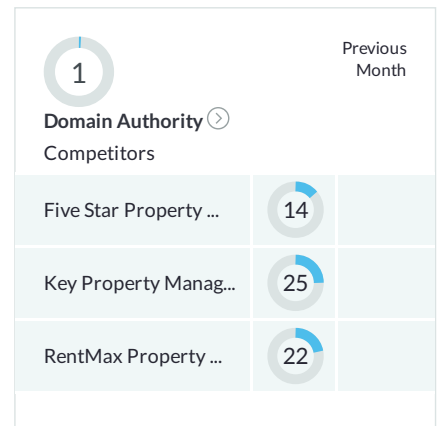 1
Previous
Month
Domain Authority
Competitors
Five Star Property ... 14
Key Property Manag... 25
RentMax Property ... 22